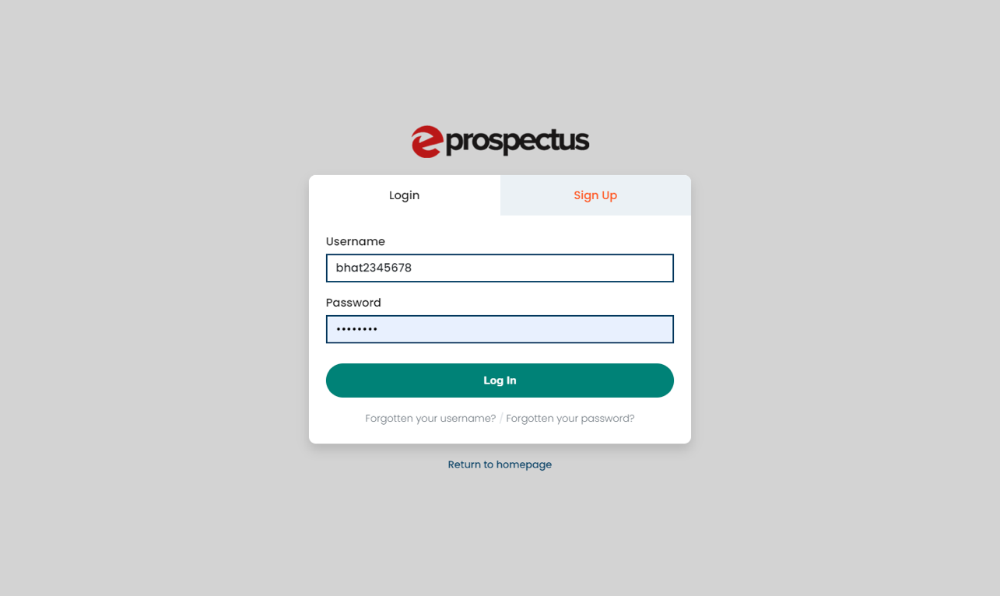 eprospectus
Login
Sign Up
Username
bhat2345678
Password
••••••••
Log In
Forgotten your username? / Forgotten your password?
Return to homepage